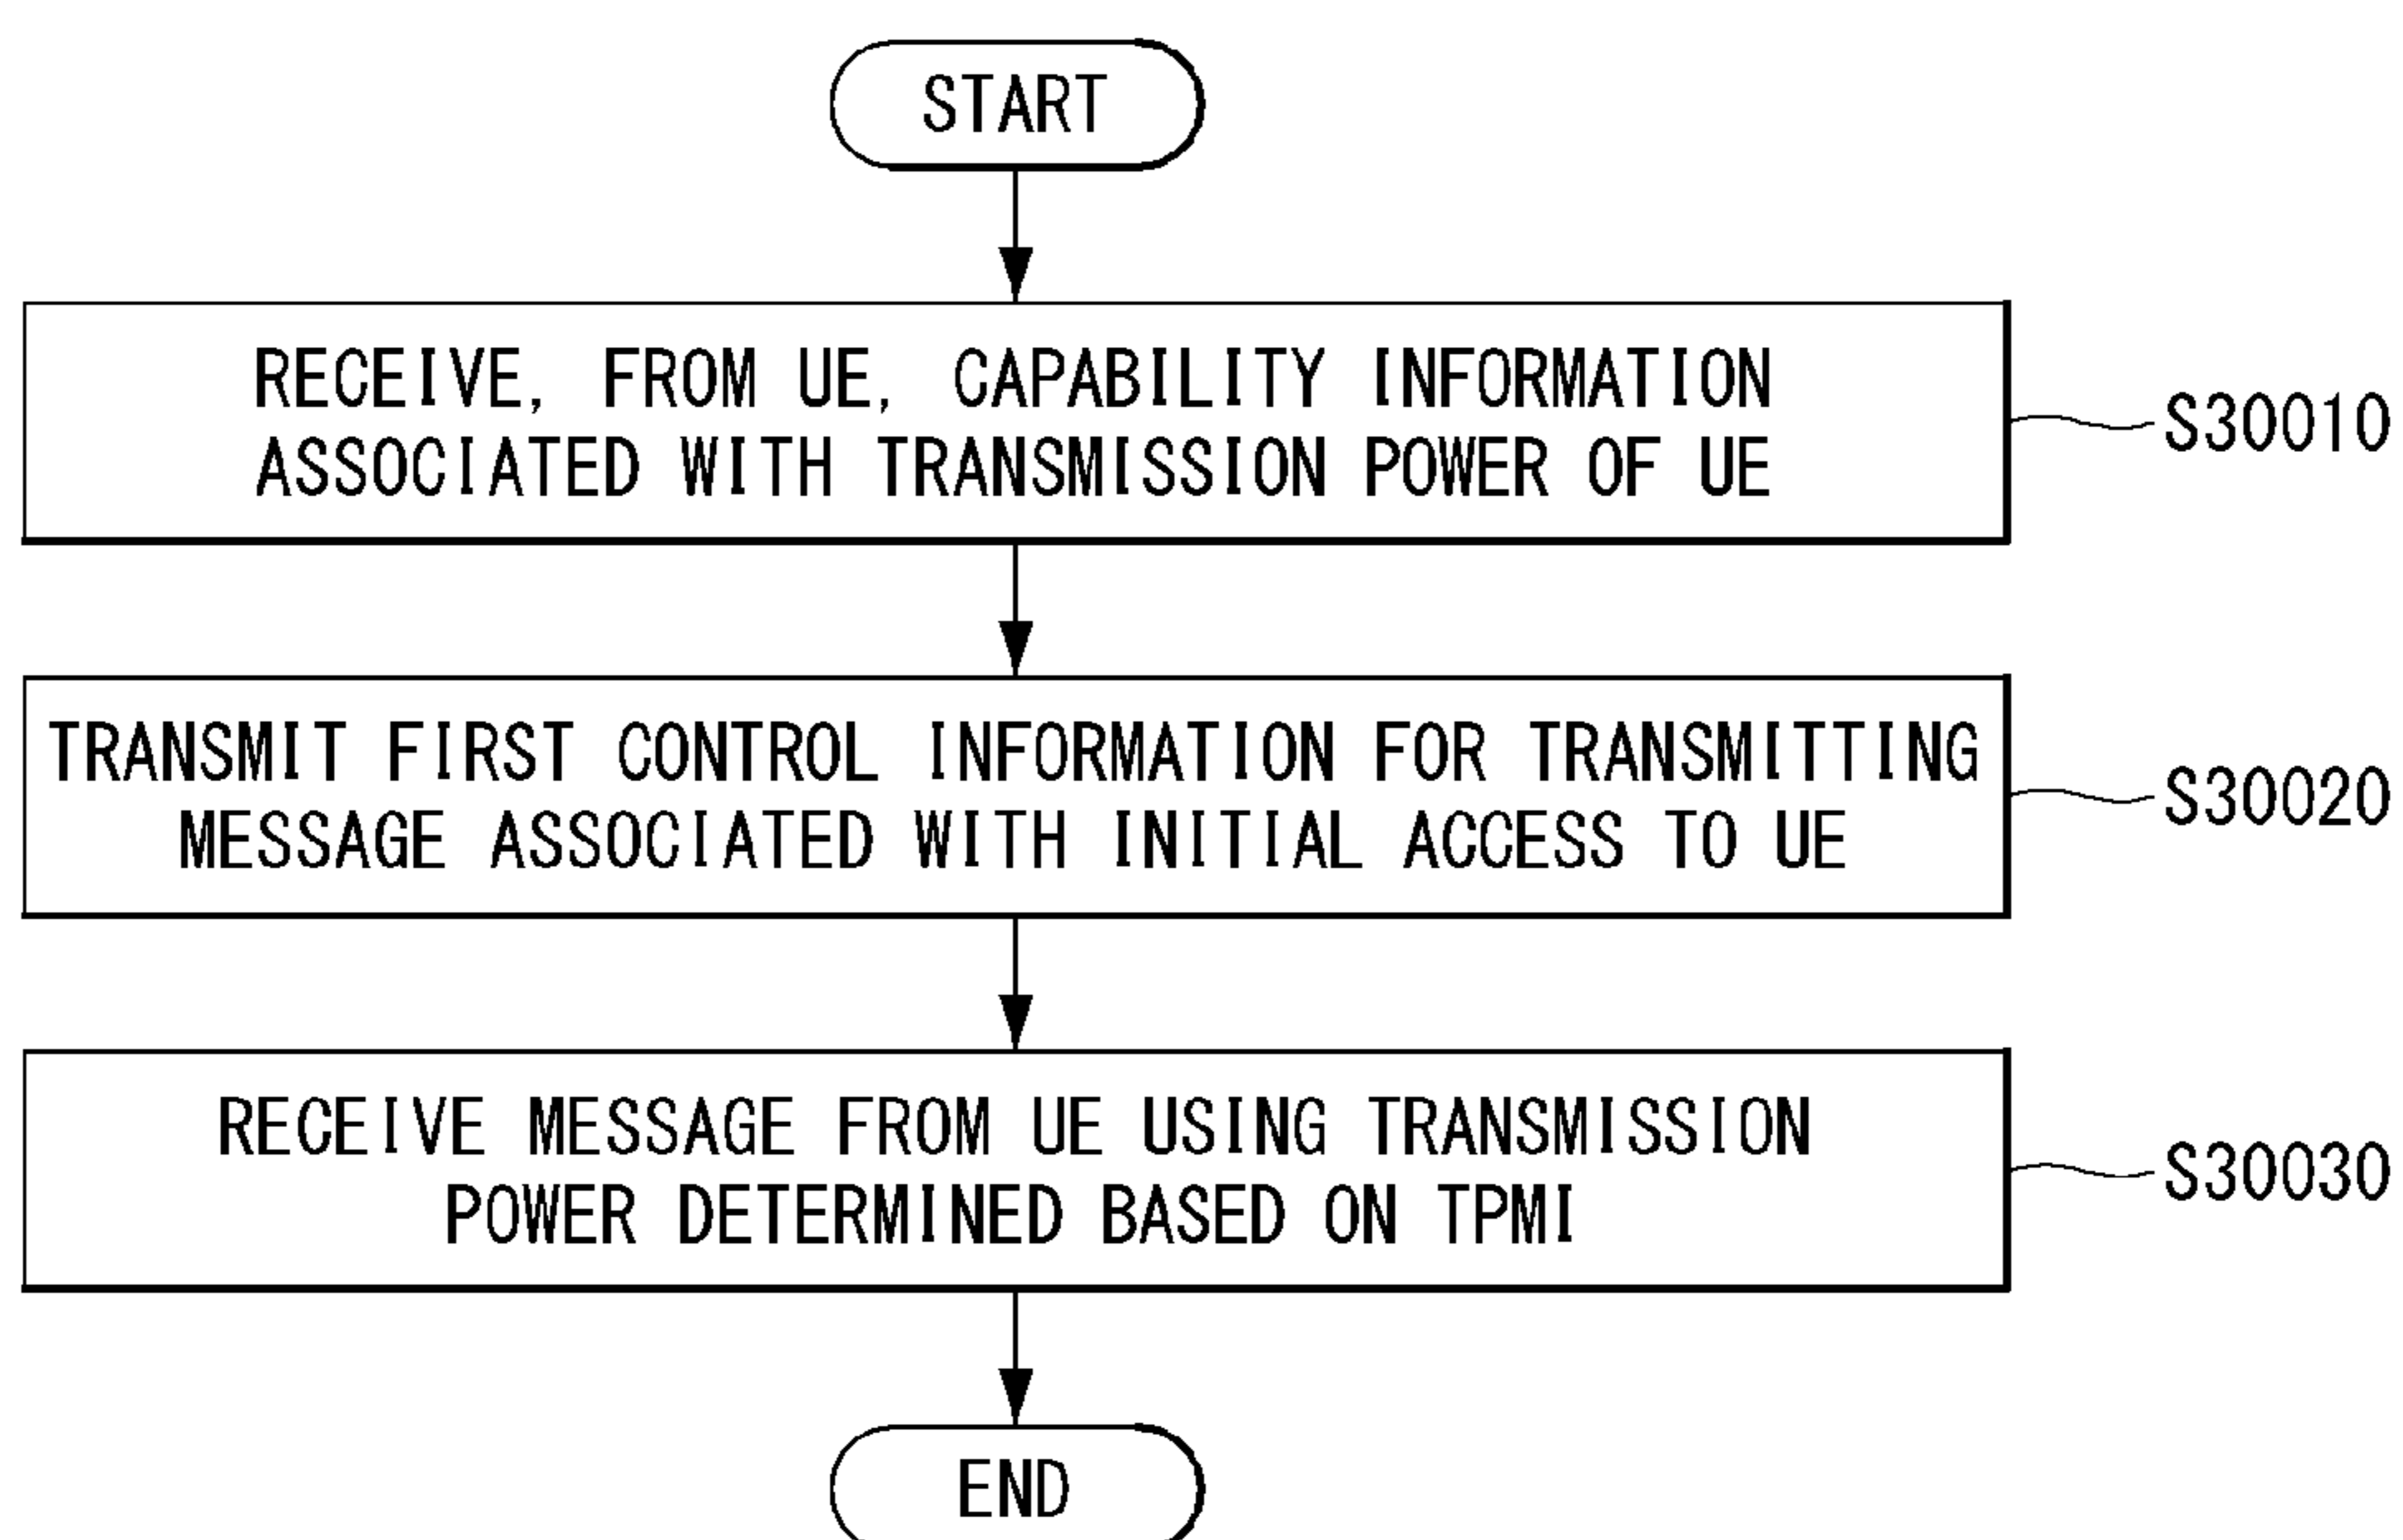 START
RECEIVE, FROM UE, CAPABILITY INFORMATION
ASSOCIATED WITH TRANSMISSION POWER OF UE
S30010
TRANSMIT FIRST CONTROL INFORMATION FOR TRANSMITTING
MESSAGE ASSOCIATED WITH INITIAL ACCESS TO UE
S30020
RECEIVE MESSAGE FROM UE USING TRANSMISSION
POWER DETERMINED BASED ON TPMI
S30030
END